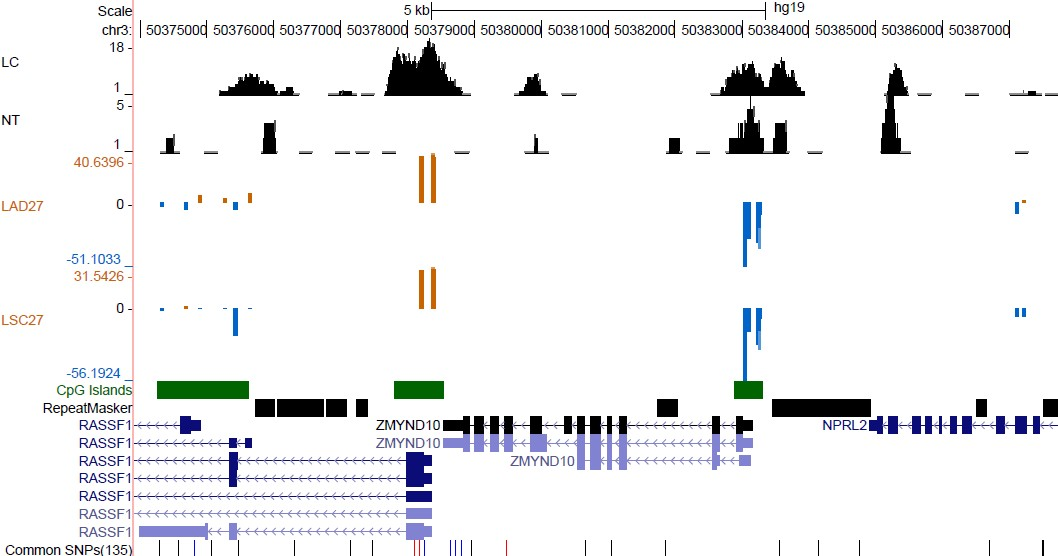 Scale 5 kb hg19
chr3: 50375000 50376000 50377000 50378000 50379000 50380000 50381000 50382000 50383000 50384000 50385000 50386000 50387000
18
LC
1
5
NT
1
40.6396
LAD27 0
-51.1033
31.5426
0
LSC27
-56.1924
CpG Islands
RepeatMasker
RASSF1 ZMYND10 NPRL2
RASSF1 ZMYND10
RASSF1 ZMYND10
RASSF1
RASSF1
RASSF1
RASSF1
Common SNPs(135)